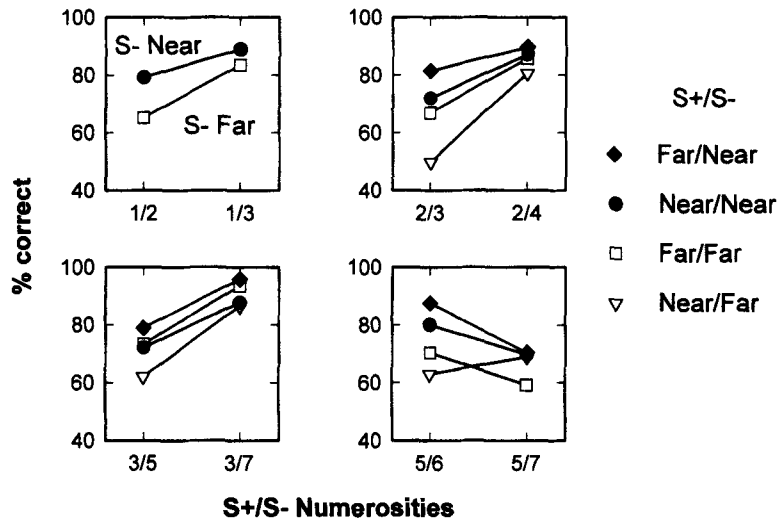 % correct
100
80
60
40
S- Near
S- Far
1/2 1/3
100
80
60
40
2/3 2/4
S+/S-
Far/Near
Near/Near
Far/Far
Near/Far
100
80
60
40
3/5 3/7
100
80
60
40
5/6 5/7
S+/S- Numerosities